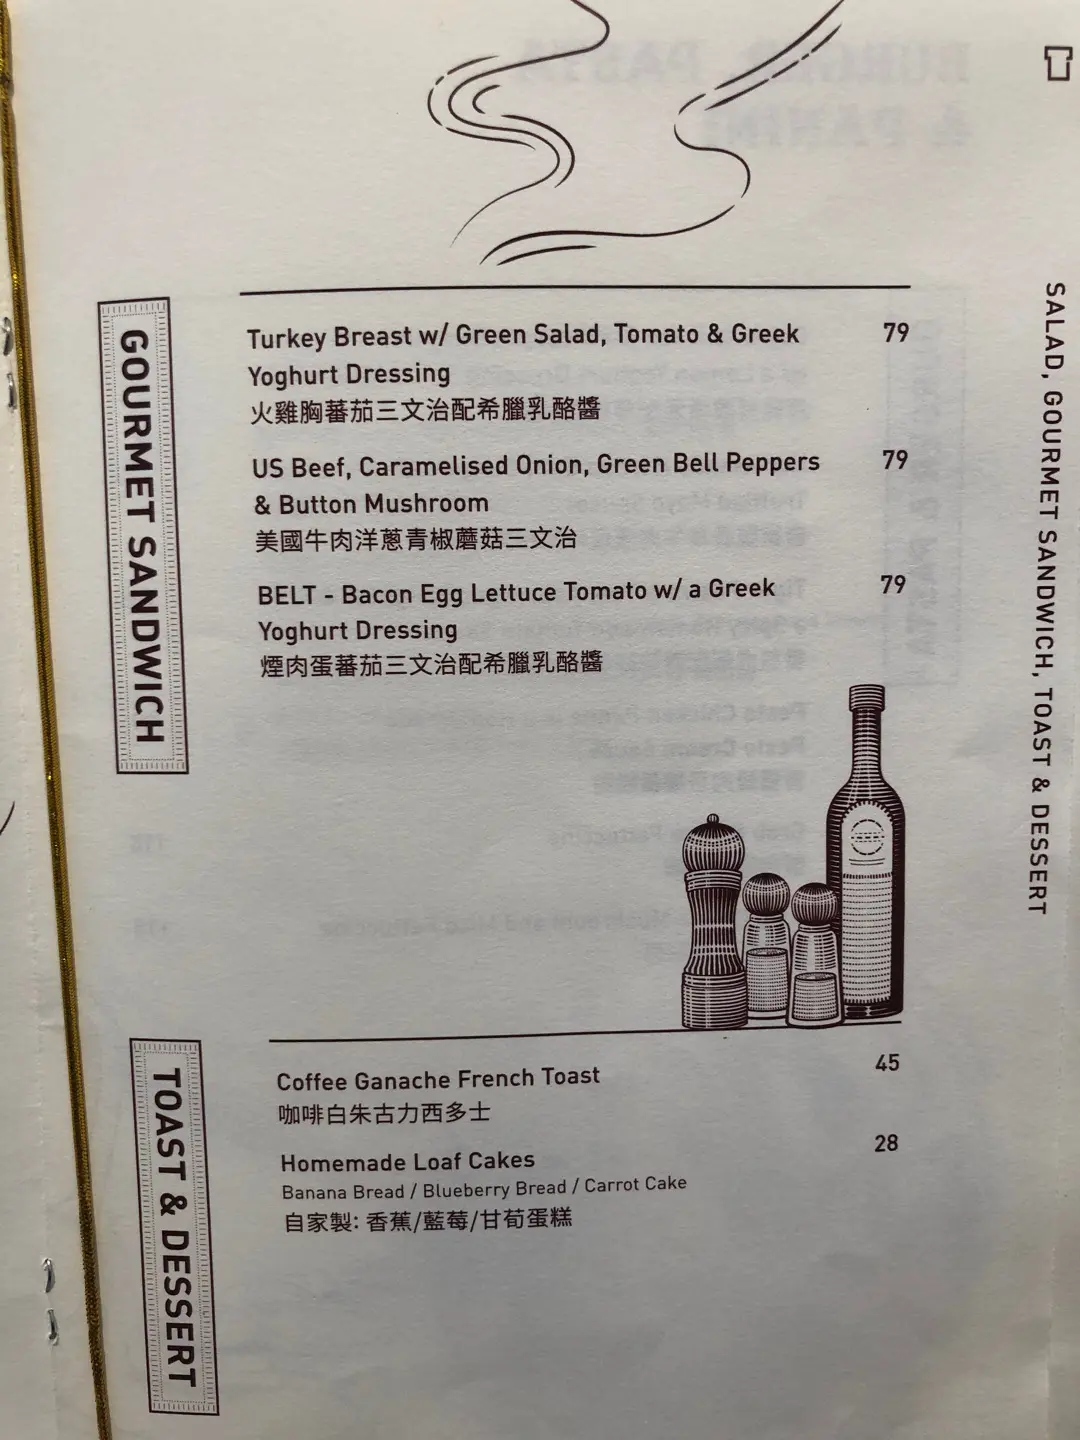 GOURMET SANDWICH
Turkey Breast w/ Green Salad, Tomato & Greek 79
Yoghurt Dressing
火雞胸蕃茄三文治配希臘乳酪醬
US Beef, Caramelised Onion, Green Bell Peppers 79
& Button Mushroom
美國牛肉洋蔥青椒蘑菇三文治
BELT - Bacon Egg Lettuce Tomato w/ a Greek 79
Yoghurt Dressing
煙肉蛋蕃茄三文治配希臘乳酪醬
TOAST & DESSERT
Coffee Ganache French Toast 45
咖啡白朱古力西多士
Homemade Loaf Cakes 28
Banana Bread / Blueberry Bread / Carrot Cake
自家製: 香蕉/藍莓/甘荀蛋糕
SALAD, GOURMET SANDWICH, TOAST & DESSERT